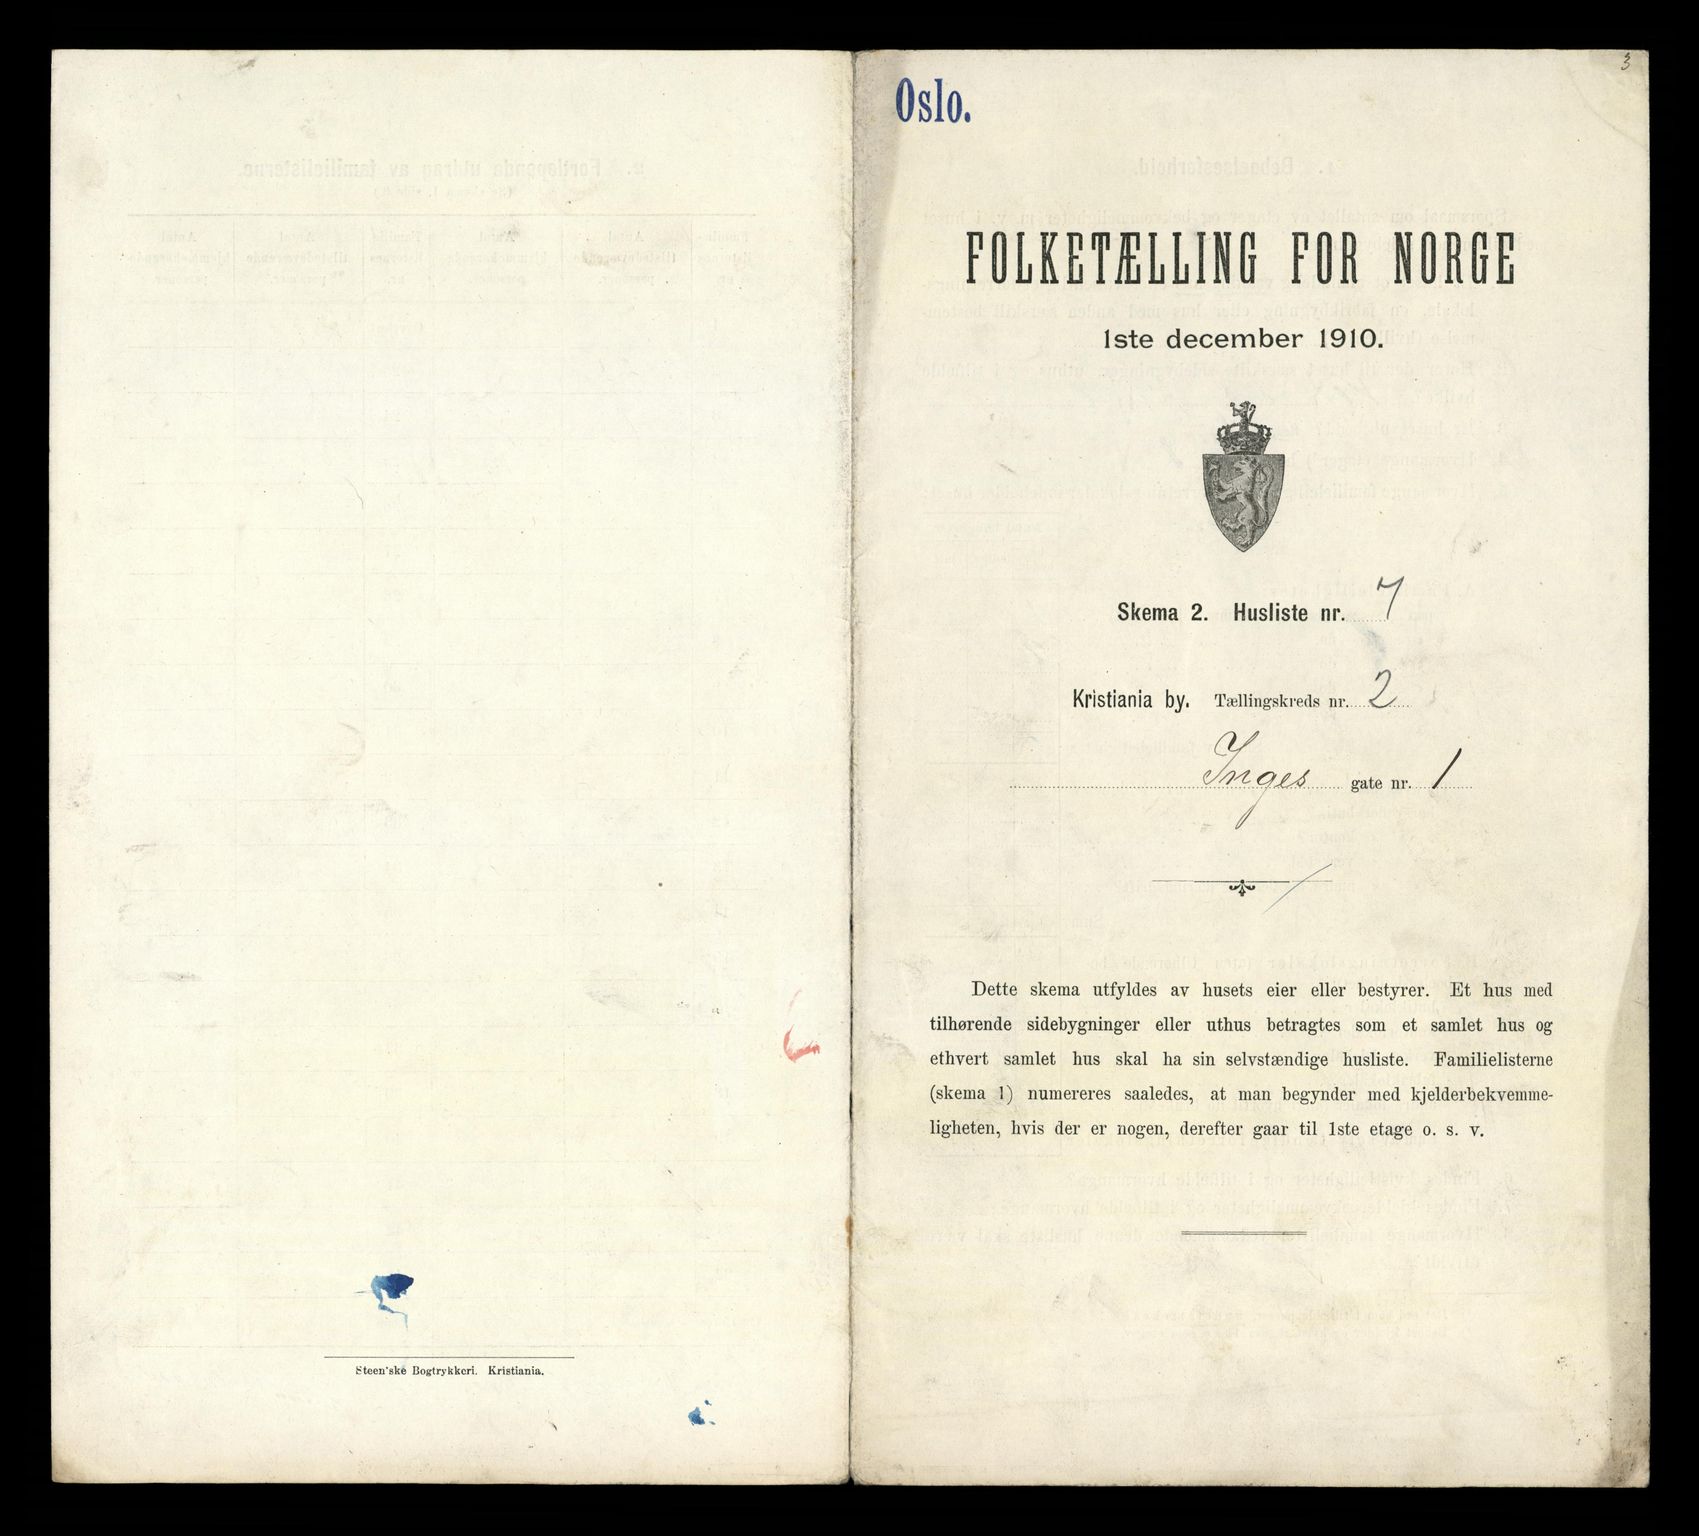 Steen'ske Bogtrykkeri. Kristiania.
3
Oslo.
FOLKETÆLLING FOR NORGE
1ste december 1910.
Skema 2. Husliste nr. 7
Kristiania by. Tællingskreds nr. 2
Inges gate nr. 1
Dette skema utfyldes av husets eier eller bestyrer. Et hus med
tilhørende sidebygninger eller uthus betragtes som et samlet hus og
ethvert samlet hus skal ha sin selvstændige husliste. Familielisterne
(skema 1) numereres saaledes, at man begynder med kjelderbekvemme-
ligheten, hvis der er nogen, derefter gaar til 1ste etage o. s. v.